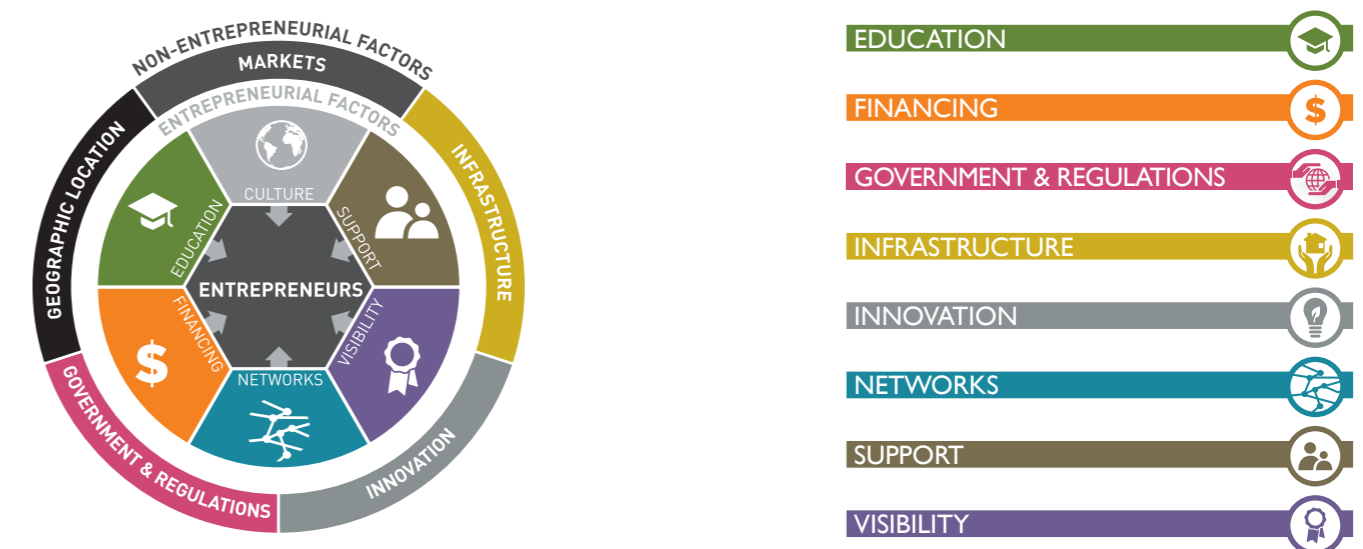 NON-ENTREPRENEURIAL FACTORS
MARKETS
ENTREPRENEURIAL FACTORS
GEOGRAPHIC LOCATION
INFRASTRUCTURE
CULTURE
EDUCATION
SUPPORT
ENTREPRENEURS
FINANCING
VISIBILITY
NETWORKS
$
GOVERNMENT & REGULATIONS
INNOVATION
EDUCATION
FINANCING
$
GOVERNMENT & REGULATIONS
INFRASTRUCTURE
INNOVATION
NETWORKS
SUPPORT
VISIBILITY